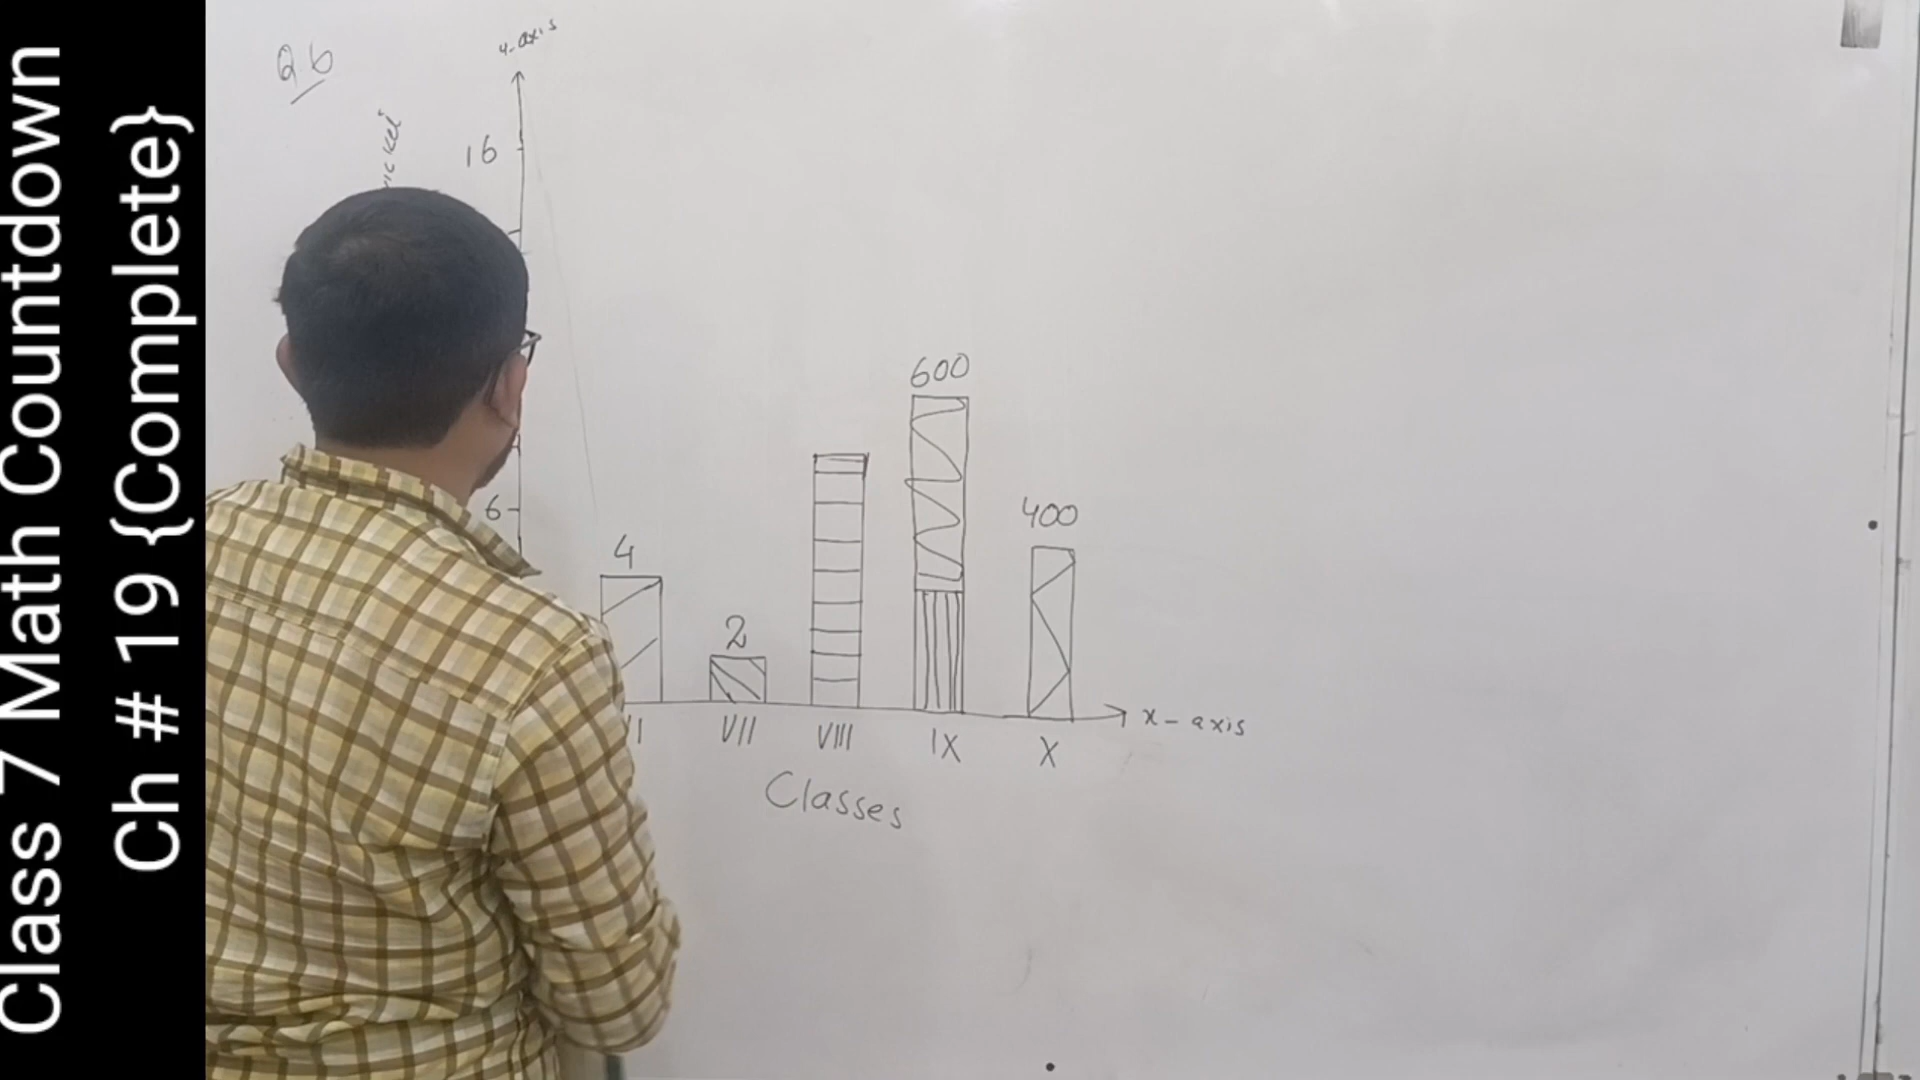 Class 7 Math Countdown
Ch # 19 {Complete}
Q6
y-axis
16
6
4
2
600
400
VII
VIII
IX
X
x-axis
Classes